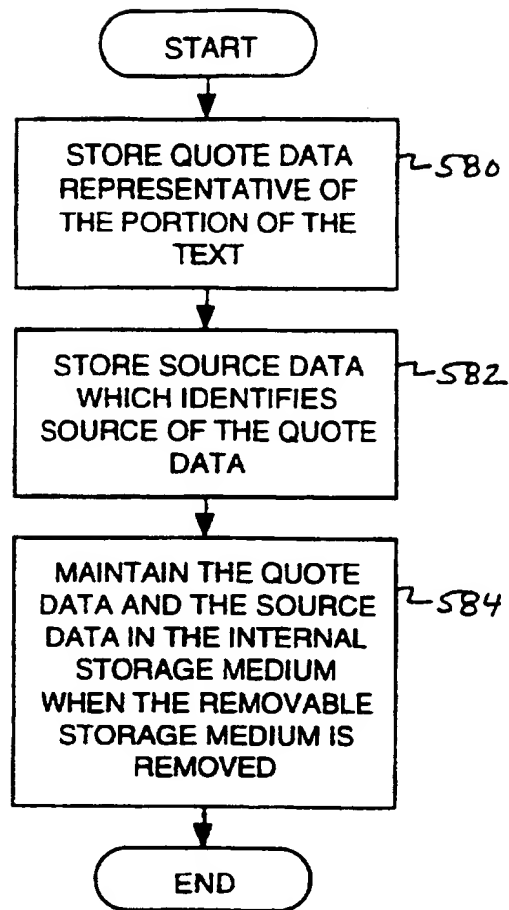 START
STORE QUOTE DATA
REPRESENTATIVE OF
THE PORTION OF THE
TEXT
580
STORE SOURCE DATA
WHICH IDENTIFIES
SOURCE OF THE QUOTE
DATA
582
MAINTAIN THE QUOTE
DATA AND THE SOURCE
DATA IN THE INTERNAL
STORAGE MEDIUM
WHEN THE REMOVABLE
STORAGE MEDIUM IS
REMOVED
584
END